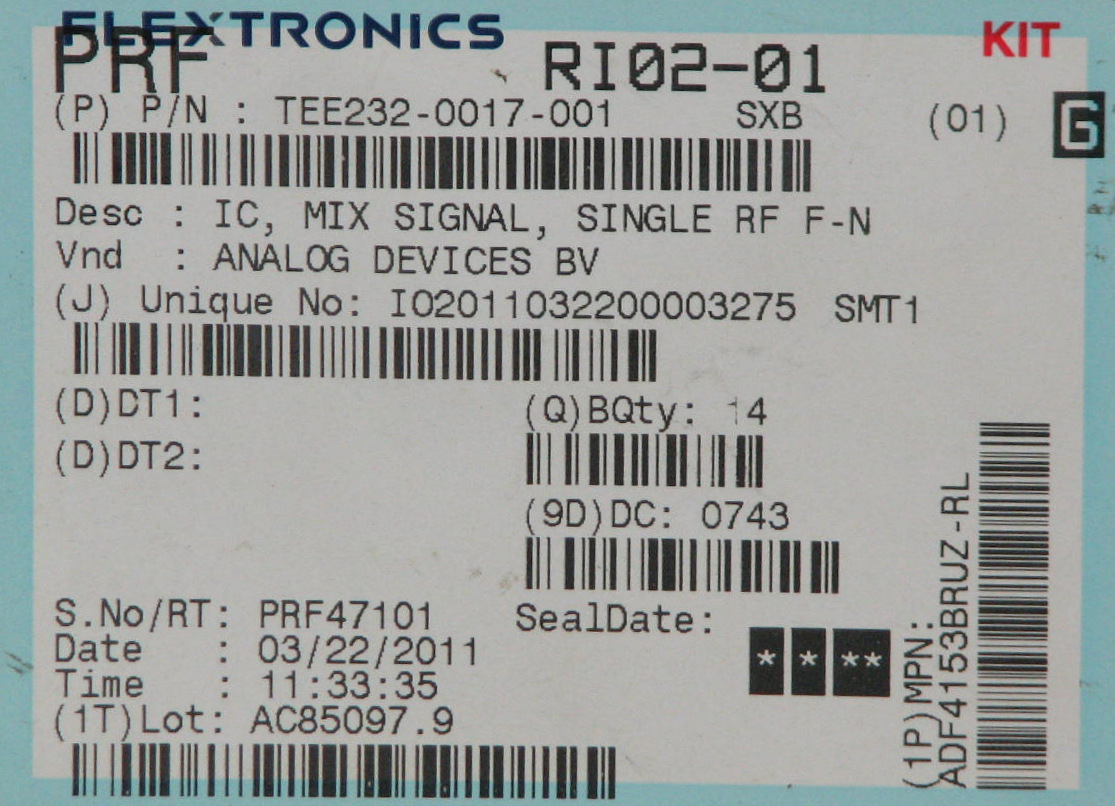 FLEXTRONICS
KIT
PRF RI02-01
(P) P/N : TEE232-0017-001 SXB (01) G
Desc : IC, MIX SIGNAL, SINGLE RF F-N
Vnd : ANALOG DEVICES BV
(J) Unique No: IO2011032200003275 SMT1
(D)DT1:
(Q)BQty: 14
(D)DT2:
(9D)DC: 0743
S.No/RT: PRF47101
SealDate:
Date : 03/22/2011
* * **
Time : 11:33:35
(1T)Lot: AC85097.9
(1P)MPN:
ADF4153BRUZ-RL